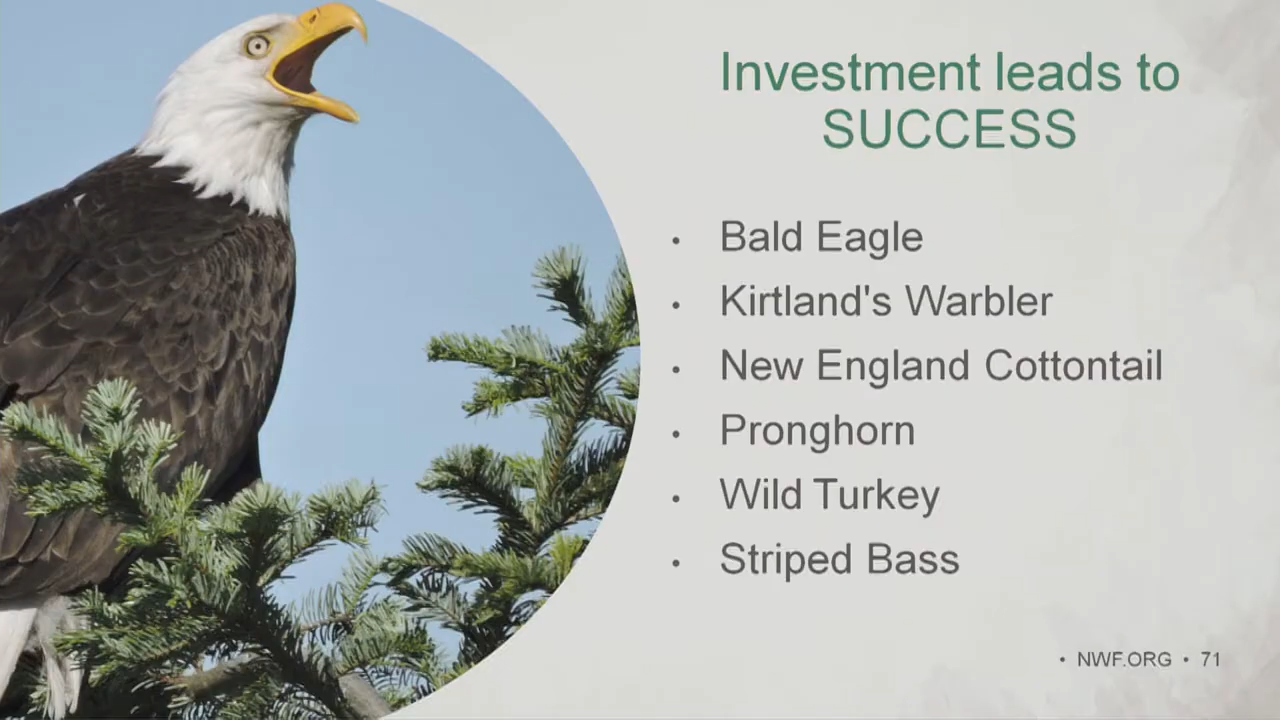 Investment leads to
SUCCESS
• Bald Eagle
• Kirtland's Warbler
• New England Cottontail
• Pronghorn
• Wild Turkey
• Striped Bass
• NWF.ORG • 71